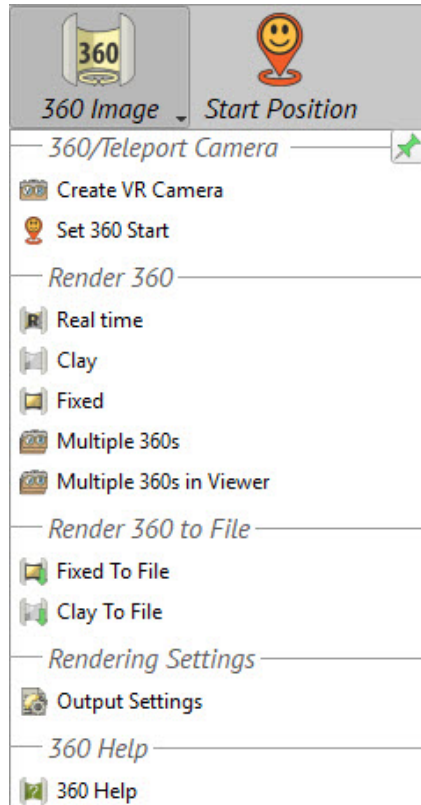 360
360 Image
Start Position
360/Teleport Camera
Create VR Camera
Set 360 Start
Render 360
R Real time
Clay
Fixed
Multiple 360s
Multiple 360s in Viewer
Render 360 to File
Fixed To File
Clay To File
Rendering Settings
Output Settings
360 Help
? 360 Help